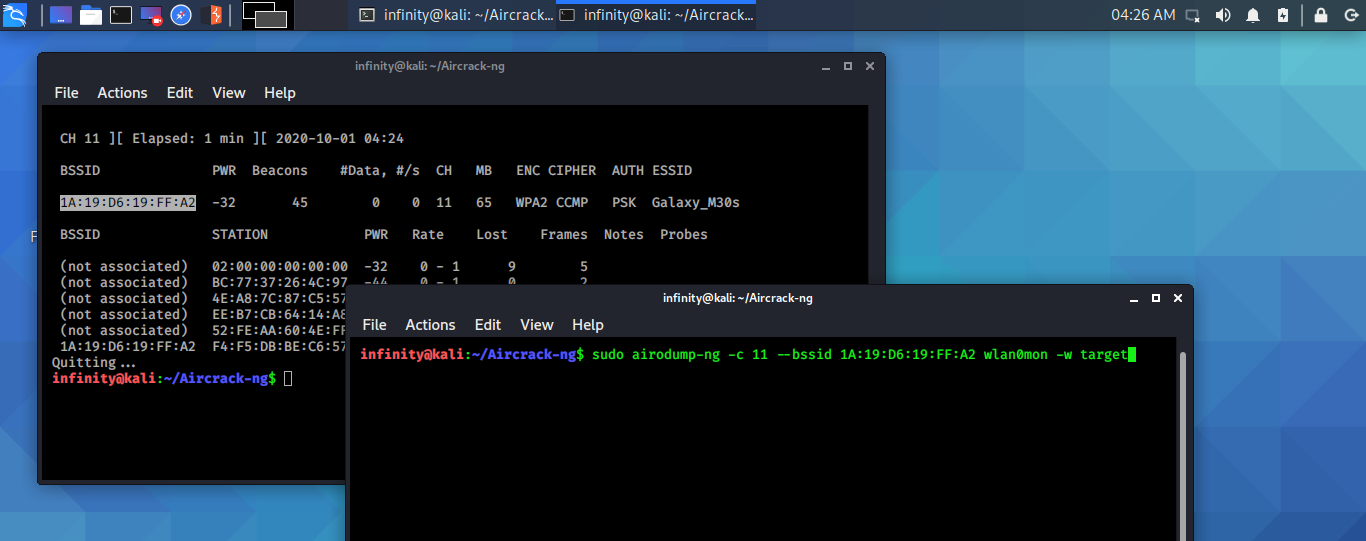 infinity@kali: ~/Aircrack...
infinity@kali: ~/Aircrack...
04:26 AM
infinity@kali: ~/Aircrack-ng
File Actions Edit View Help
CH 11 ][ Elapsed: 1 min ][ 2020-10-01 04:24
BSSID PWR Beacons #Data, #/s CH MB ENC CIPHER AUTH ESSID
1A:19:D6:19:FF:A2 -32 45 0 0 11 65 WPA2 CCMP PSK Galaxy_M30s
BSSID STATION PWR Rate Lost Frames Notes Probes
(not associated) 02:00:00:00:00:00 -32 0 - 1 9 5
(not associated) BC:77:37:26:4C:97 -44 0 - 1 0 2
(not associated) 4E:A8:7C:87:C5:57
(not associated) EE:B7:CB:64:14:A8
(not associated) 52:FE:AA:60:4E:FF
1A:19:D6:19:FF:A2 F4:F5:DB:BE:C6:57
Quitting...
infinity@kali:~/Aircrack-ng$
infinity@kali: ~/Aircrack-ng
File Actions Edit View Help
infinity@kali:~/Aircrack-ng$ sudo airodump-ng -c 11 --bssid 1A:19:D6:19:FF:A2 wlan0mon -w target